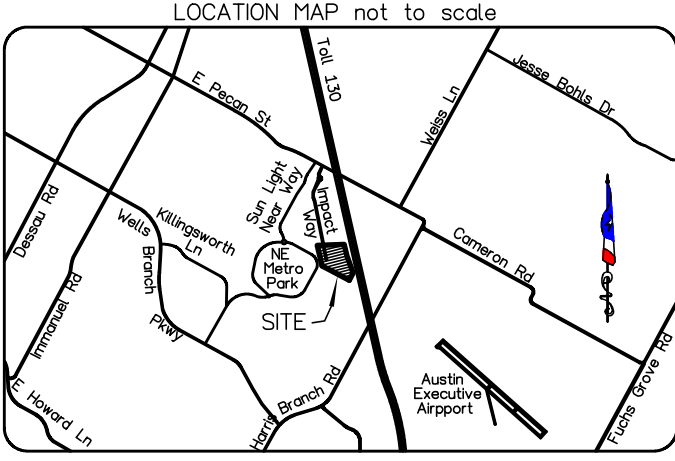 LOCATION MAP not to scale
Toll 130
Jesse Bohls Dr
E Pecan St
Weiss Ln
Sun Light
Near Way
Impact
Way
Dessau Rd
Wells
Branch
Pkwy
Killingsworth
Ln
NE
Metro
Park
Cameron Rd
Immanuel Rd
SITE
E Howard Ln
Harris Branch Rd
Austin
Executive
Airpport
Fuchs Grove Rd